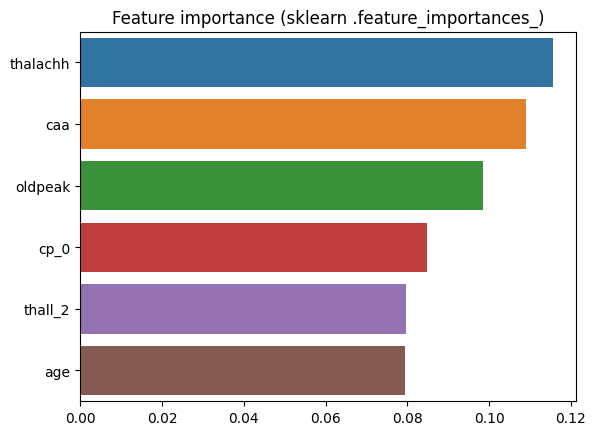 Feature importance (sklearn .feature_importances_)
thalachh
caa
oldpeak
cp_0
thall_2
age
0.00 0.02 0.04 0.06 0.08 0.10 0.12